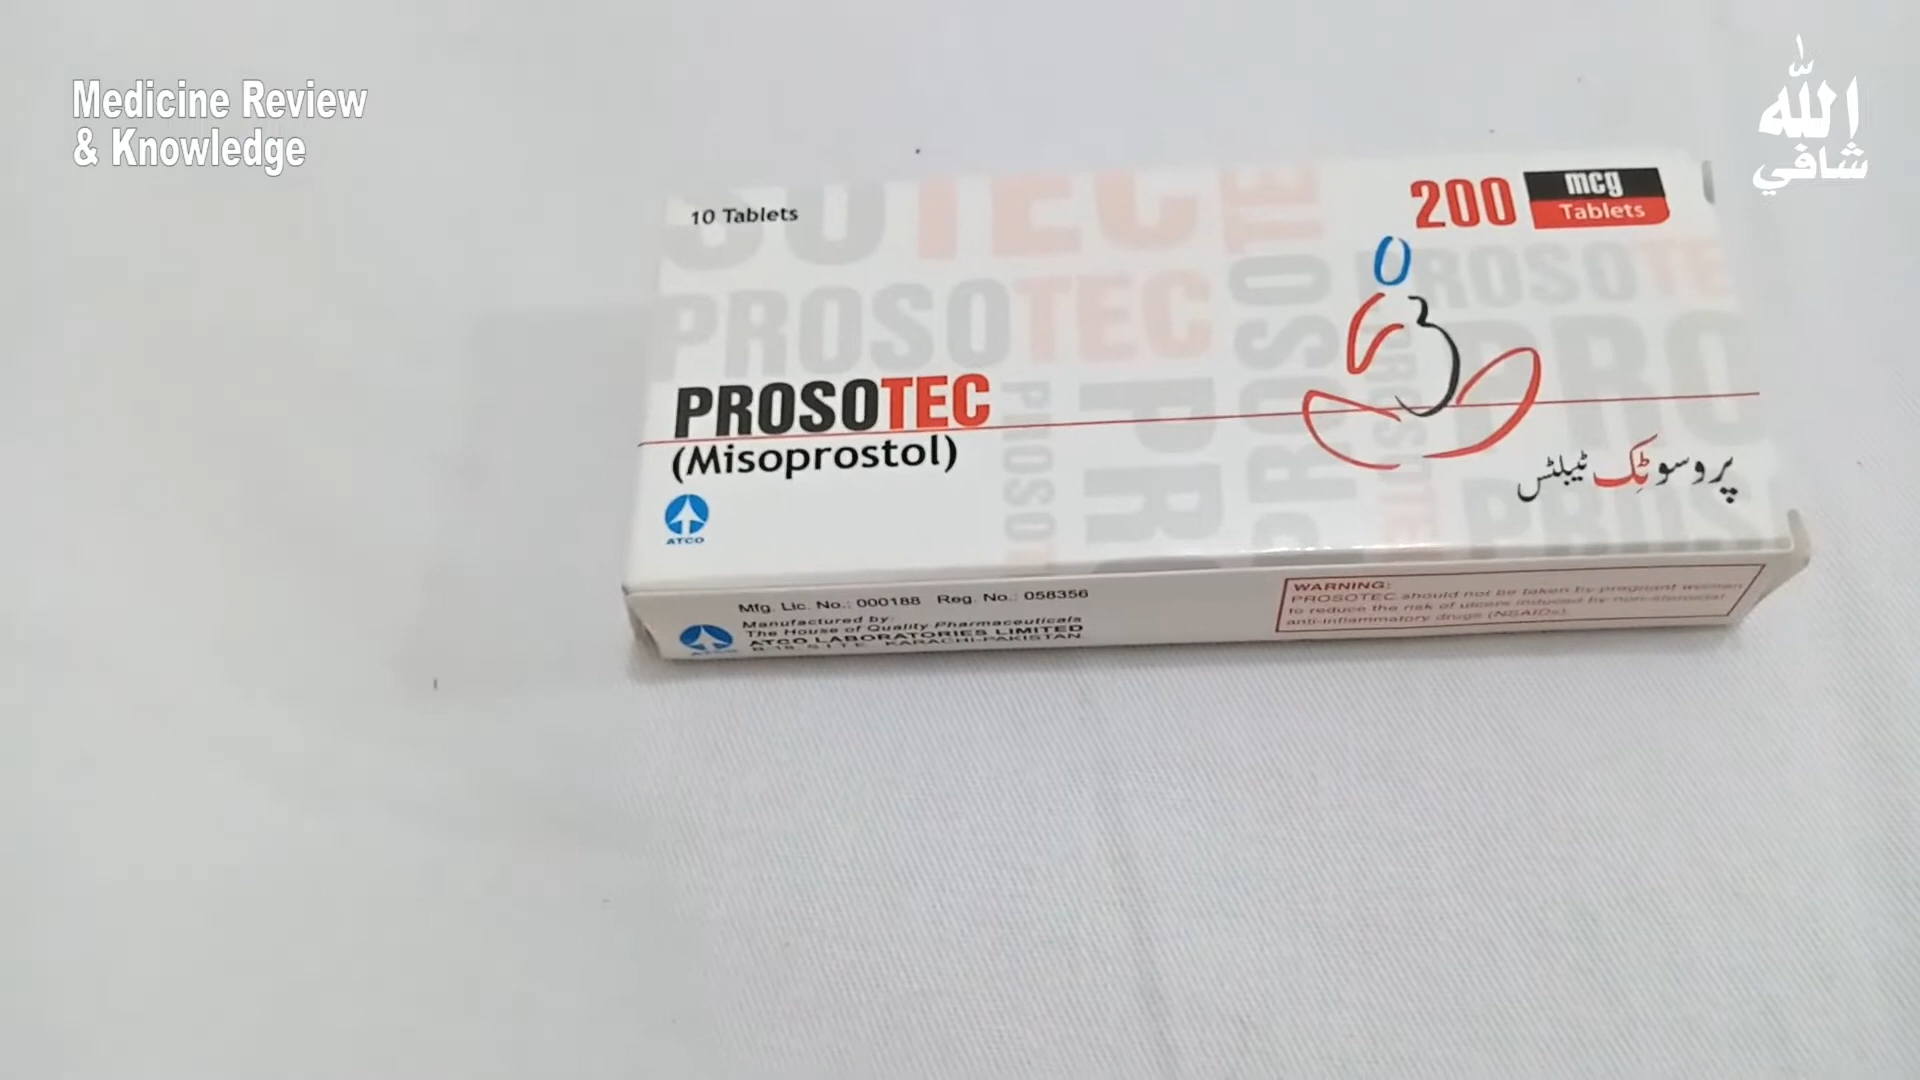 Medicine Review
& Knowledge
الله
شافي
10 Tablets
200 mcg
Tablets
PROSOTEC
(Misoprostol)
پروسوٹِک ٹیبلٹس
ATCO
Mfg. Lic. No.: 000188 Reg. No.: 058356
Manufactured by:
The House of Quality Pharmaceuticals
ATCO LABORATORIES LIMITED
B-18, S.I.T.E. KARACHI-PAKISTAN
WARNING:
PROSOTEC should not be taken by pregnant women
to reduce the risk of ulcers induced by non-steroidal
anti-inflammatory drugs (NSAIDs).